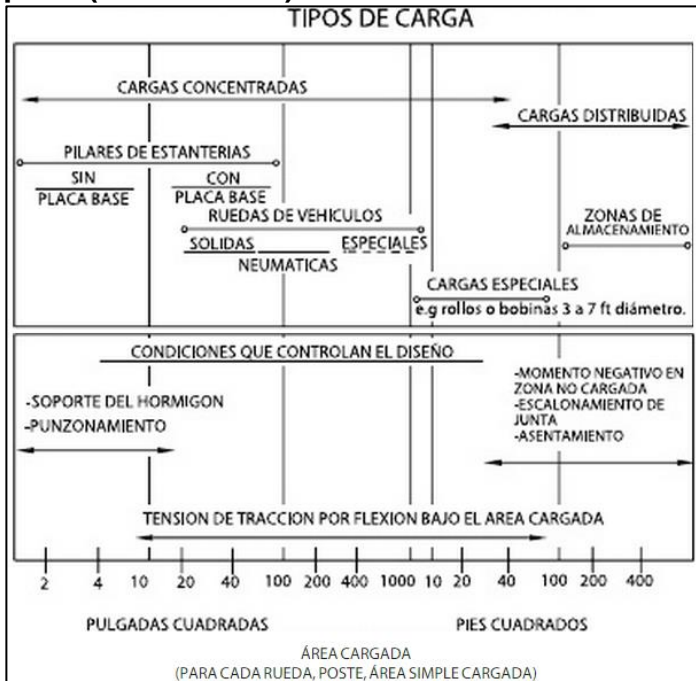 TIPOS DE CARGA
CARGAS CONCENTRADAS
CARGAS DISTRIBUIDAS
PILARES DE ESTANTERIAS
SIN
PLACA BASE
CON
PLACA BASE
RUEDAS DE VEHÍCULOS
SOLIDAS
ESPECIALES
NEUMATICAS
ZONAS DE
ALMACENAMIENTO
CARGAS ESPECIALES
e.g rollos o bobinas 3 a 7 ft diámetro.
CONDICIONES QUE CONTROLAN EL DISEÑO
-SOPORTE DEL HORMIGON
-PUNZONAMIENTO
-MOMENTO NEGATIVO EN
ZONA NO CARGADA
-ESCALONAMIENTO DE
JUNTA
-ASENTAMIENTO
TENSION DE TRACCION POR FLEXION BAJO EL AREA CARGADA
2 4 10 20 40 100 200 400 1000 10 20 40 100 200 400
PULGADAS CUADRADAS PIES CUADRADOS
ÁREA CARGADA
(PARA CADA RUEDA, POSTE, ÁREA SIMPLE CARGADA)